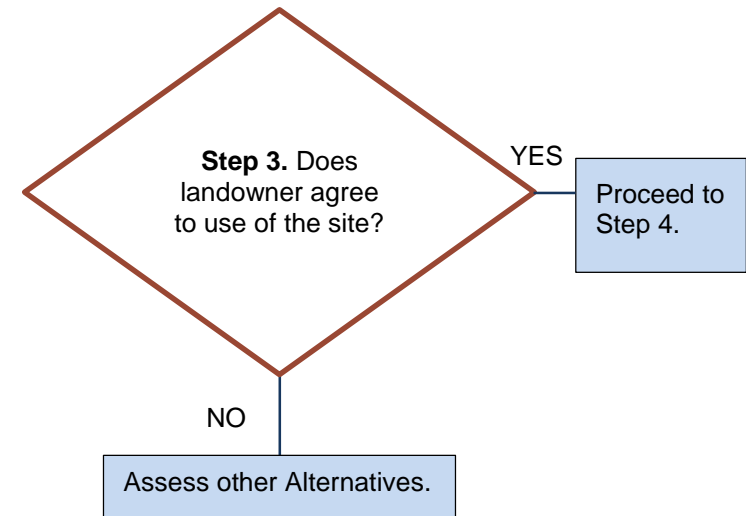 Step 3. Does
landowner agree
to use of the site?
YES
Proceed to
Step 4.
NO
Assess other Alternatives.